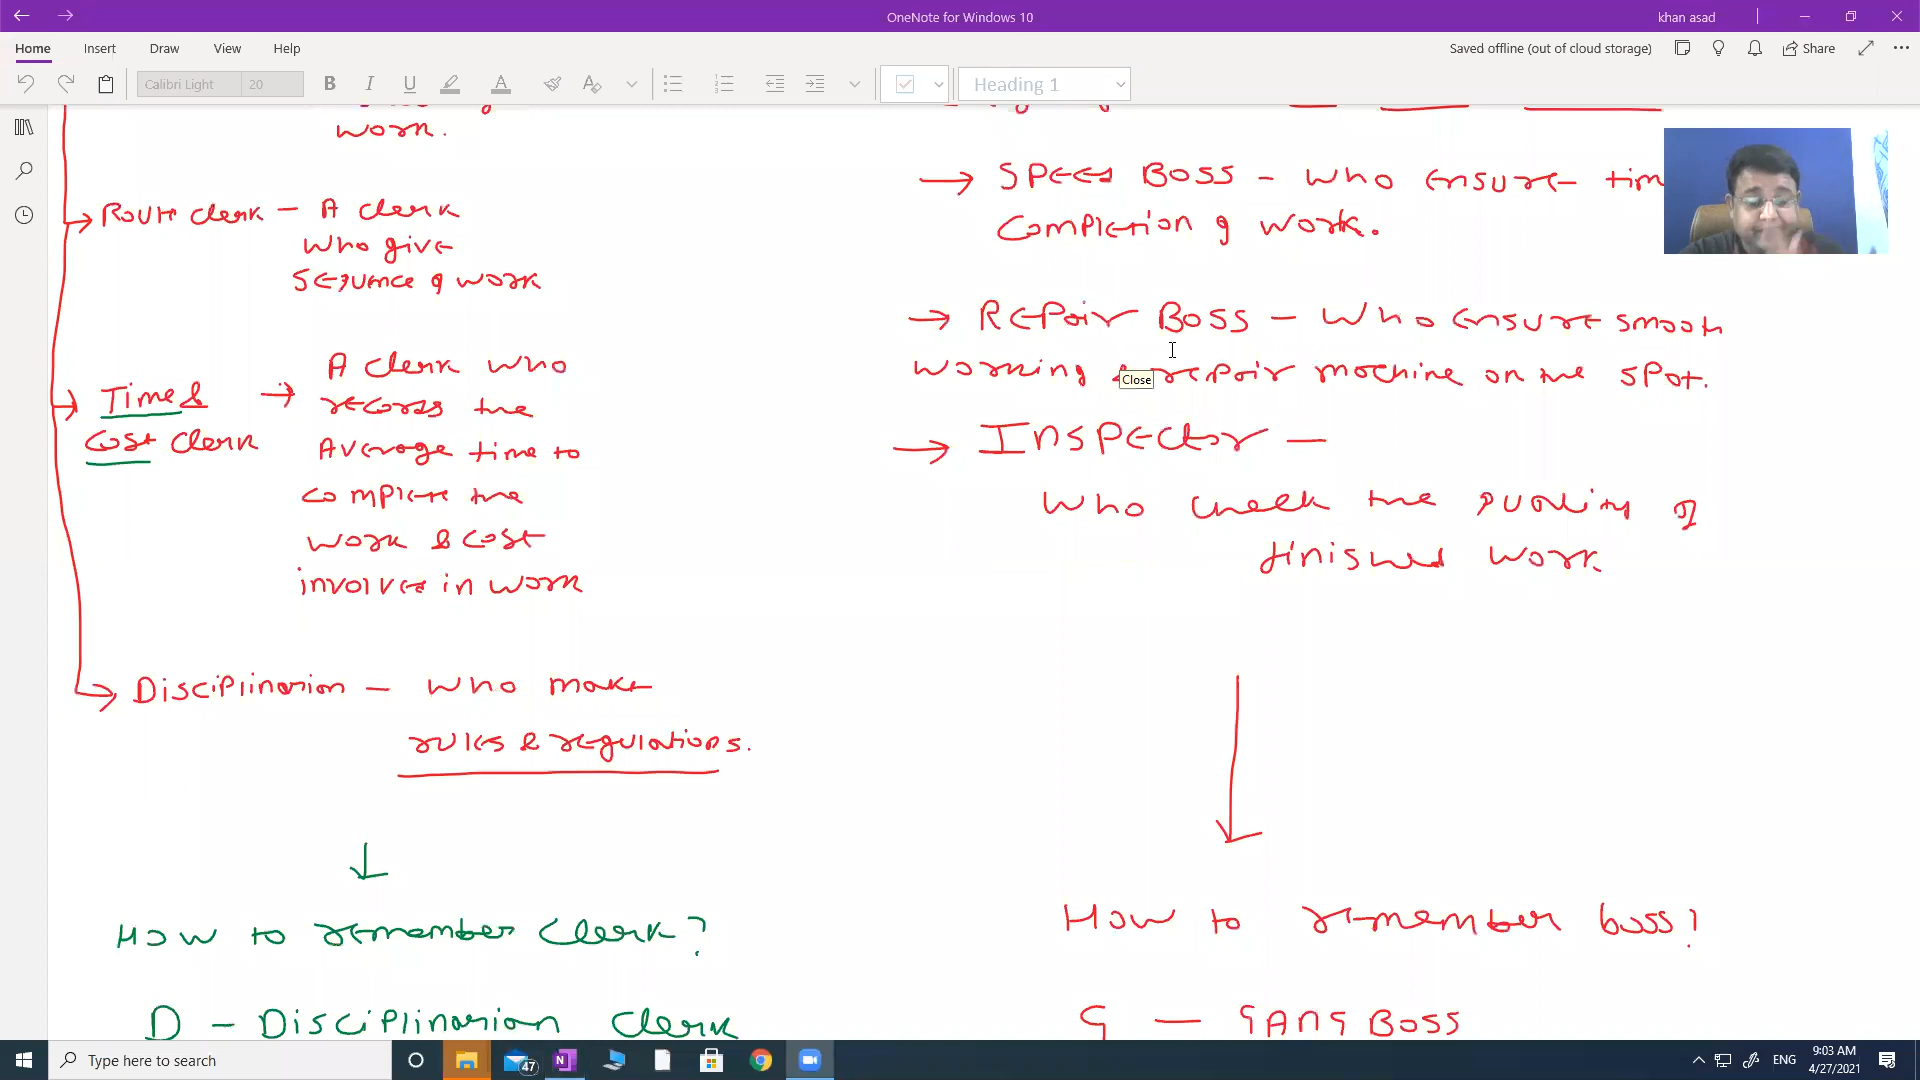 OneNote for Windows 10
khan asad
Home
Insert
Draw
View
Help
Saved offline (out of cloud storage)
Share
Calibri Light
20
B
I
U
A
Heading 1
work.
Route clerk - A clerk
who give
sequence of work
Time &
Cost clerk
A clerk who
records the
Average time to
complete the
work & cost
involve in work
Disciplinarian - who make
rules & regulations.
How to remember clerk?
D - Disciplinarian clerk
SPEED BOSS - who ensure tim
completion of work.
REPair BOSS - who ensure smooth
working & repair machine on the spot.
Close
INSPECtor -
who check the quality of
finished work
How to remember boss?
G - GANG BOSS
Type here to search
47
ENG
9:03 AM
4/27/2021